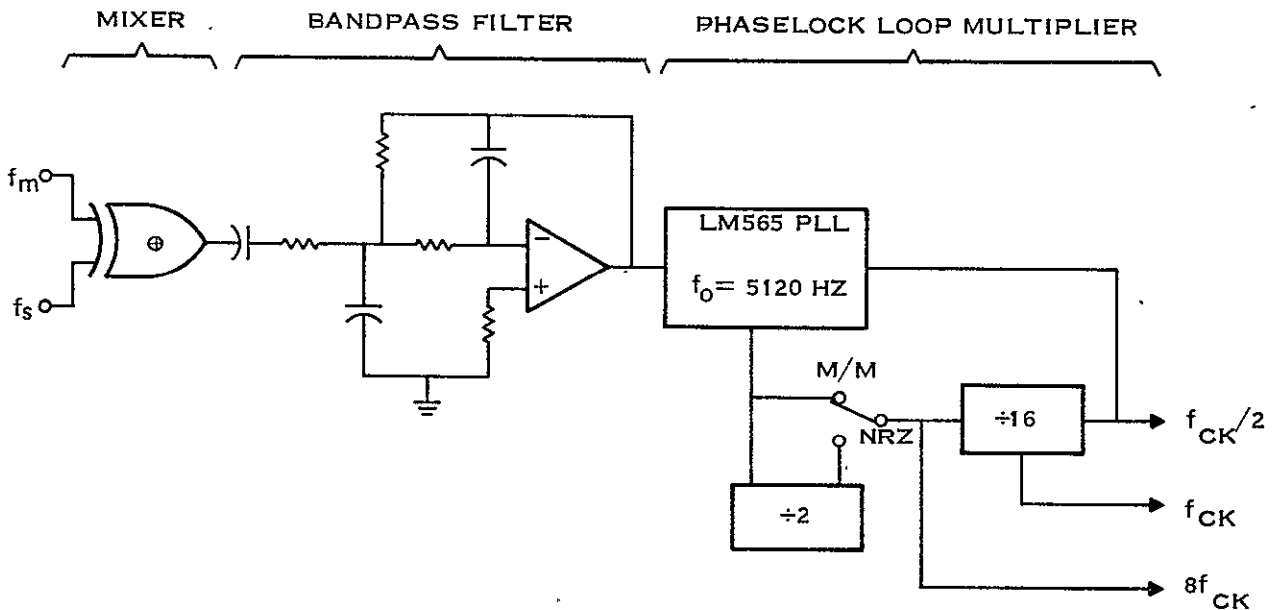 MIXER
BANDPASS FILTER
PHASELOCK LOOP MULTIPLIER
fm
⊕
fs
−
+
LM565 PLL
fo = 5120 HZ
M/M
NRZ
÷16
÷2
fCK/2
fCK
8fCK